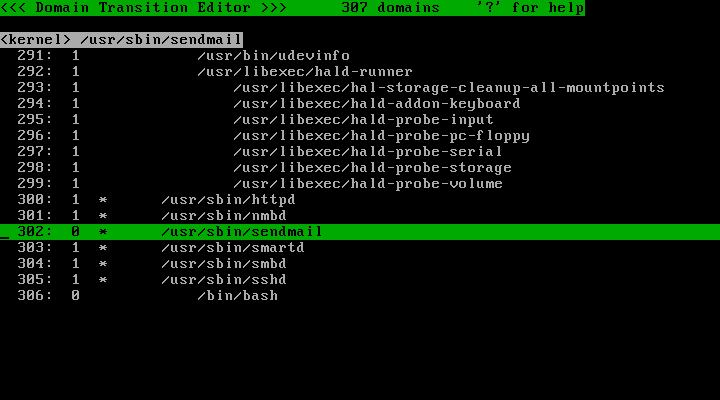 <<< Domain Transition Editor >>>      307 domains    '?' for help
<kernel> /usr/sbin/sendmail
291:  1             /usr/bin/udevinfo
292:  1             /usr/libexec/hald-runner
293:  1                 /usr/libexec/hal-storage-cleanup-all-mountpoints
294:  1                 /usr/libexec/hald-addon-keyboard
295:  1                 /usr/libexec/hald-probe-input
296:  1                 /usr/libexec/hald-probe-pc-floppy
297:  1                 /usr/libexec/hald-probe-serial
298:  1                 /usr/libexec/hald-probe-storage
299:  1                 /usr/libexec/hald-probe-volume
300:  1  *      /usr/sbin/httpd
301:  1  *      /usr/sbin/nmbd
302:  0  *      /usr/sbin/sendmail
303:  1  *      /usr/sbin/smartd
304:  1  *      /usr/sbin/smbd
305:  1  *      /usr/sbin/sshd
306:  0             /bin/bash